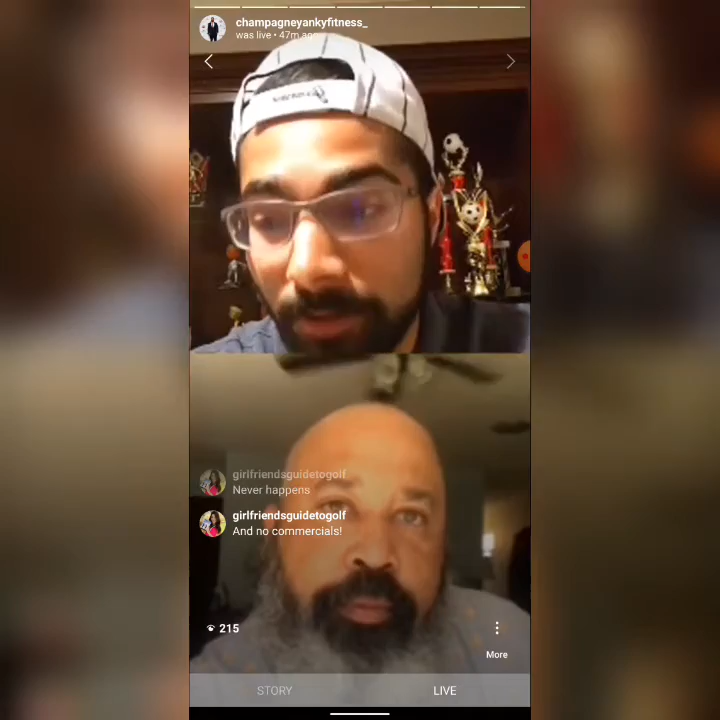 champagneyankyfitness_
was live • 47m ago
girlfriendsguidetogolf
Never happens
girlfriendsguidetogolf
And no commercials!
215
More
STORY
LIVE